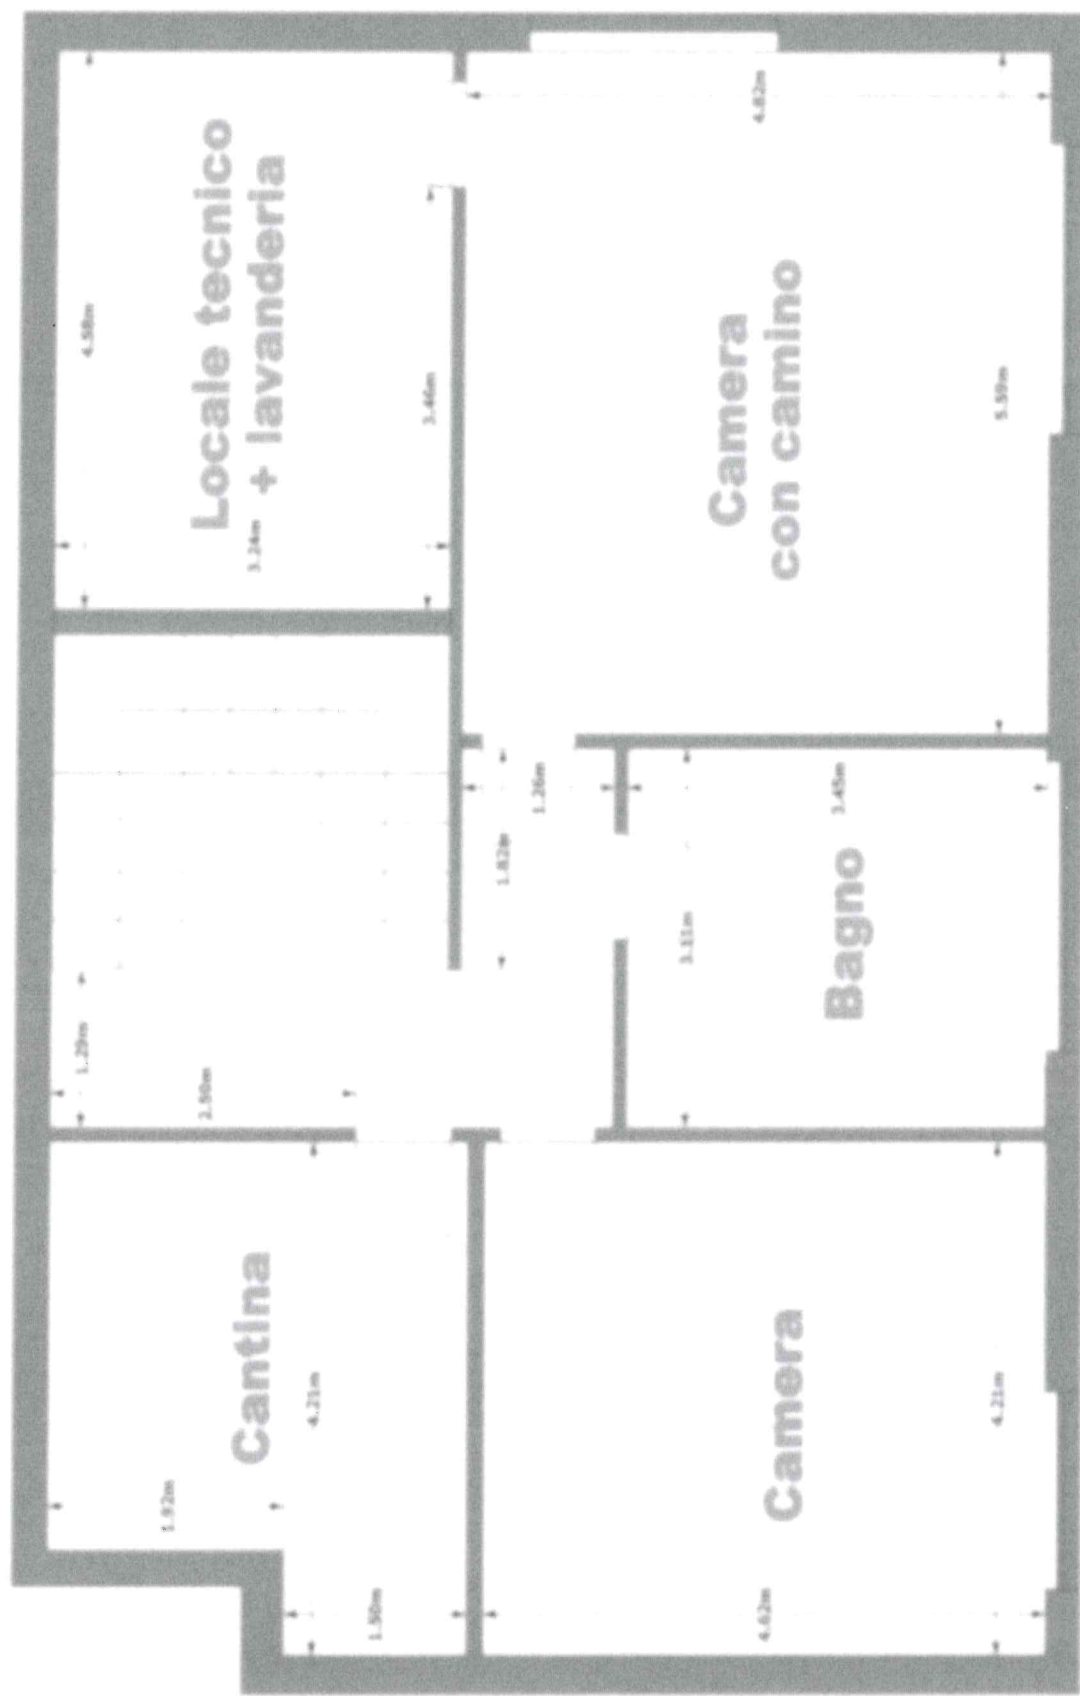 Locale tecnico
+ lavanderia
4.58m
3.46m
3.24m
4.82m
Camera
con camino
5.59m
1.26m
1.82m
3.45m
Bagno
3.11m
1.29m
2.50m
Cantina
4.21m
1.92m
1.50m
Camera
4.21m
4.62m